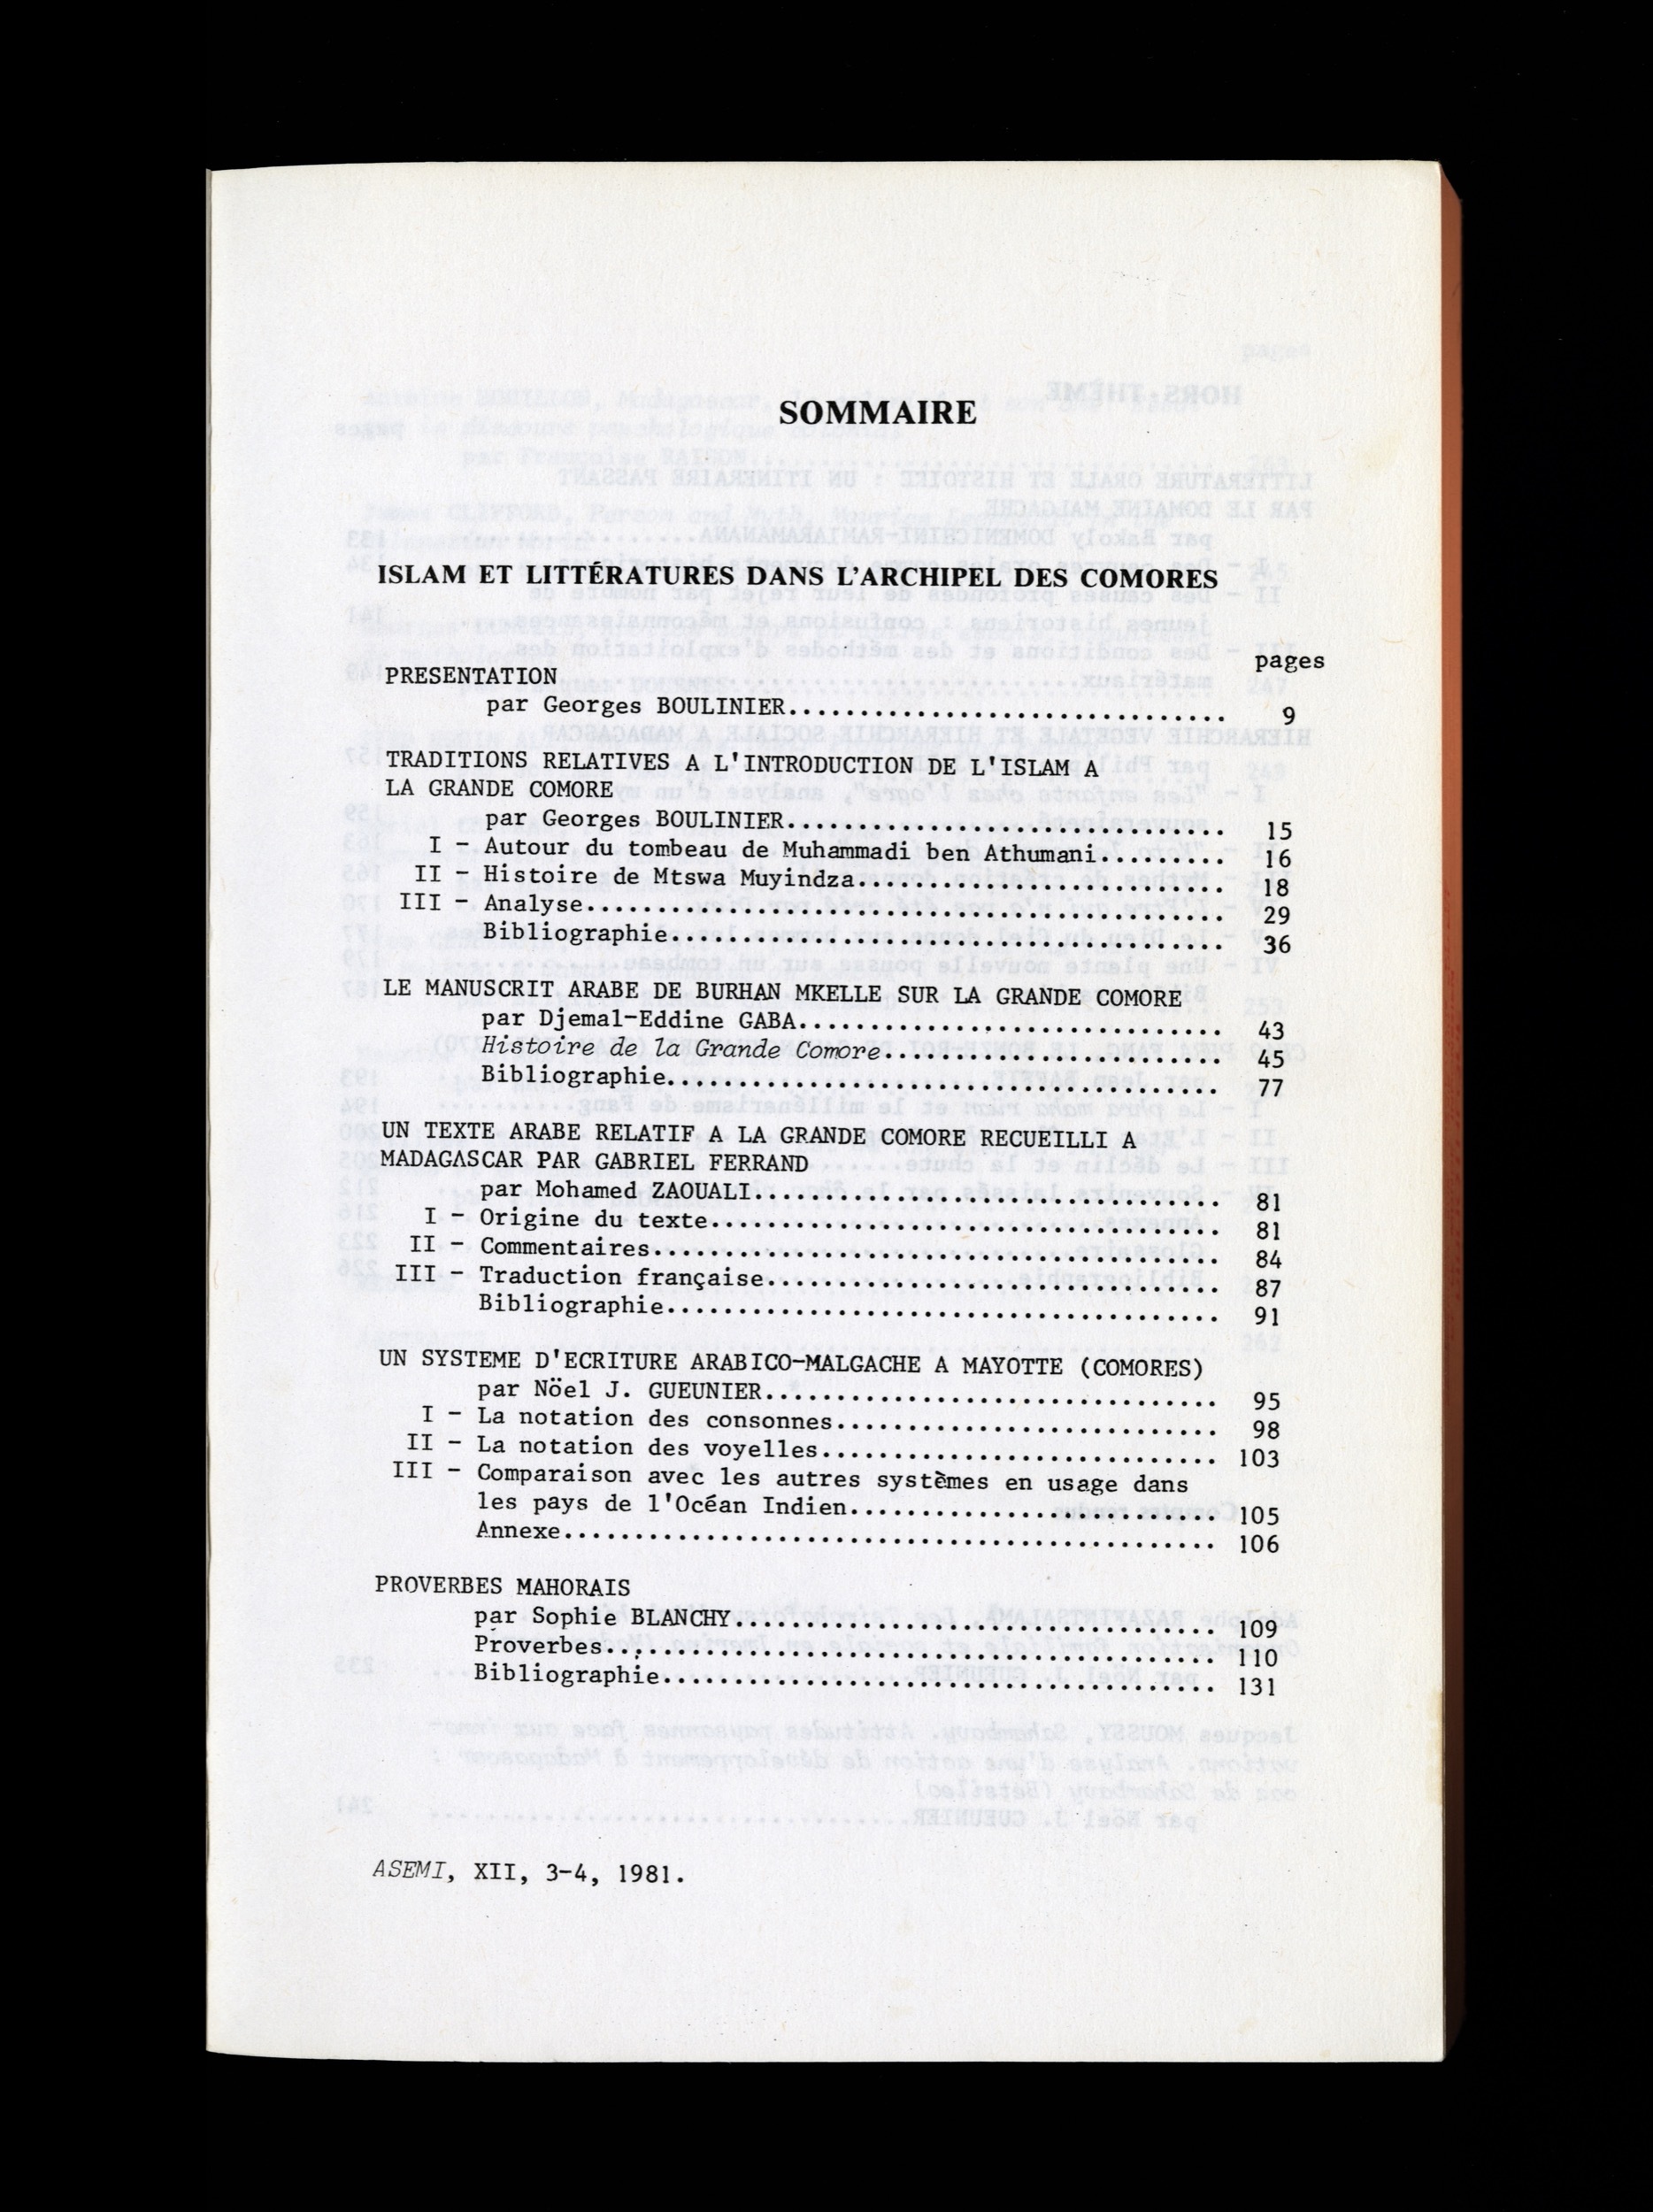 SOMMAIRE
ISLAM ET LITTÉRATURES DANS L'ARCHIPEL DES COMORES
pages
PRESENTATION
par Georges BOULINIER............................... 9
TRADITIONS RELATIVES A L'INTRODUCTION DE L'ISLAM A
LA GRANDE COMORE
par Georges BOULINIER............................... 15
I - Autour du tombeau de Muhammadi ben Athumani......... 16
II - Histoire de Mtswa Muyindza.......................... 18
III - Analyse............................................. 29
Bibliographie....................................... 36
LE MANUSCRIT ARABE DE BURHAN MKELLE SUR LA GRANDE COMORE
par Djemal-Eddine GABA.............................. 43
Histoire de la Grande Comore........................ 45
Bibliographie....................................... 77
UN TEXTE ARABE RELATIF A LA GRANDE COMORE RECUEILLI A
MADAGASCAR PAR GABRIEL FERRAND
par Mohamed ZAOUALI................................. 81
I - Origine du texte.................................... 81
II - Commentaires........................................ 84
III - Traduction française................................ 87
Bibliographie....................................... 91
UN SYSTEME D'ECRITURE ARABICO-MALGACHE A MAYOTTE (COMORES)
par Nöel J. GUEUNIER................................ 95
I - La notation des consonnes........................... 98
II - La notation des voyelles............................ 103
III - Comparaison avec les autres systèmes en usage dans
les pays de l'Océan Indien.......................... 105
Annexe.............................................. 106
PROVERBES MAHORAIS
par Sophie BLANCHY.................................. 109
Proverbes........................................... 110
Bibliographie....................................... 131
ASEMI, XII, 3-4, 1981.